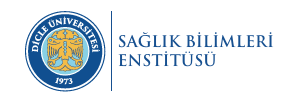 DİCLE ÜNİVERSİTESİ
1973
SAĞLIK BİLİMLERİ
ENSTİTÜSÜ